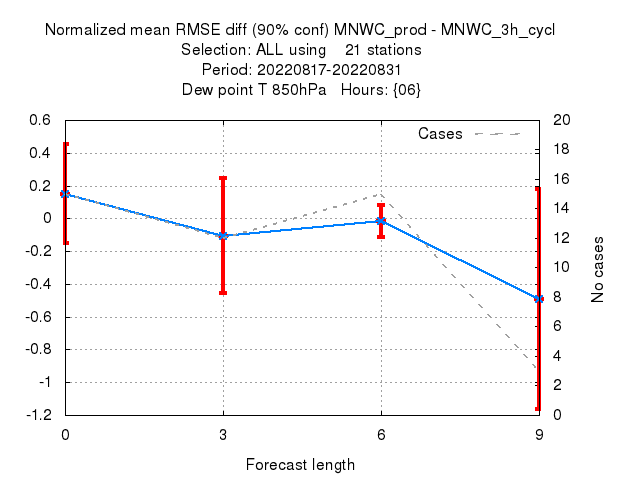 Normalized mean RMSE diff (90% conf) MNWC_prod - MNWC_3h_cycl
Selection: ALL using    21 stations
Period: 20220817-20220831
Dew point T 850hPa   Hours: {06}
Cases
0.6
0.4
0.2
0
-0.2
-0.4
-0.6
-0.8
-1
-1.2
20
18
16
14
12
10
8
6
4
2
0
No cases
0 3 6 9
Forecast length